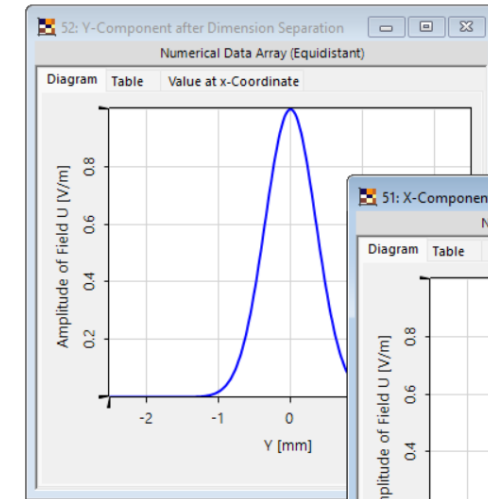 52: Y-Component after Dimension Separation
Numerical Data Array (Equidistant)
Diagram Table Value at x-Coordinate
Amplitude of Field U [V/m]
0.8
0.6
0.4
0.2
-2 -1 0
Y [mm]
51: X-Componen
N
Diagram Table
mplitude of Field U [V/m]
0.8
0.6
0.4